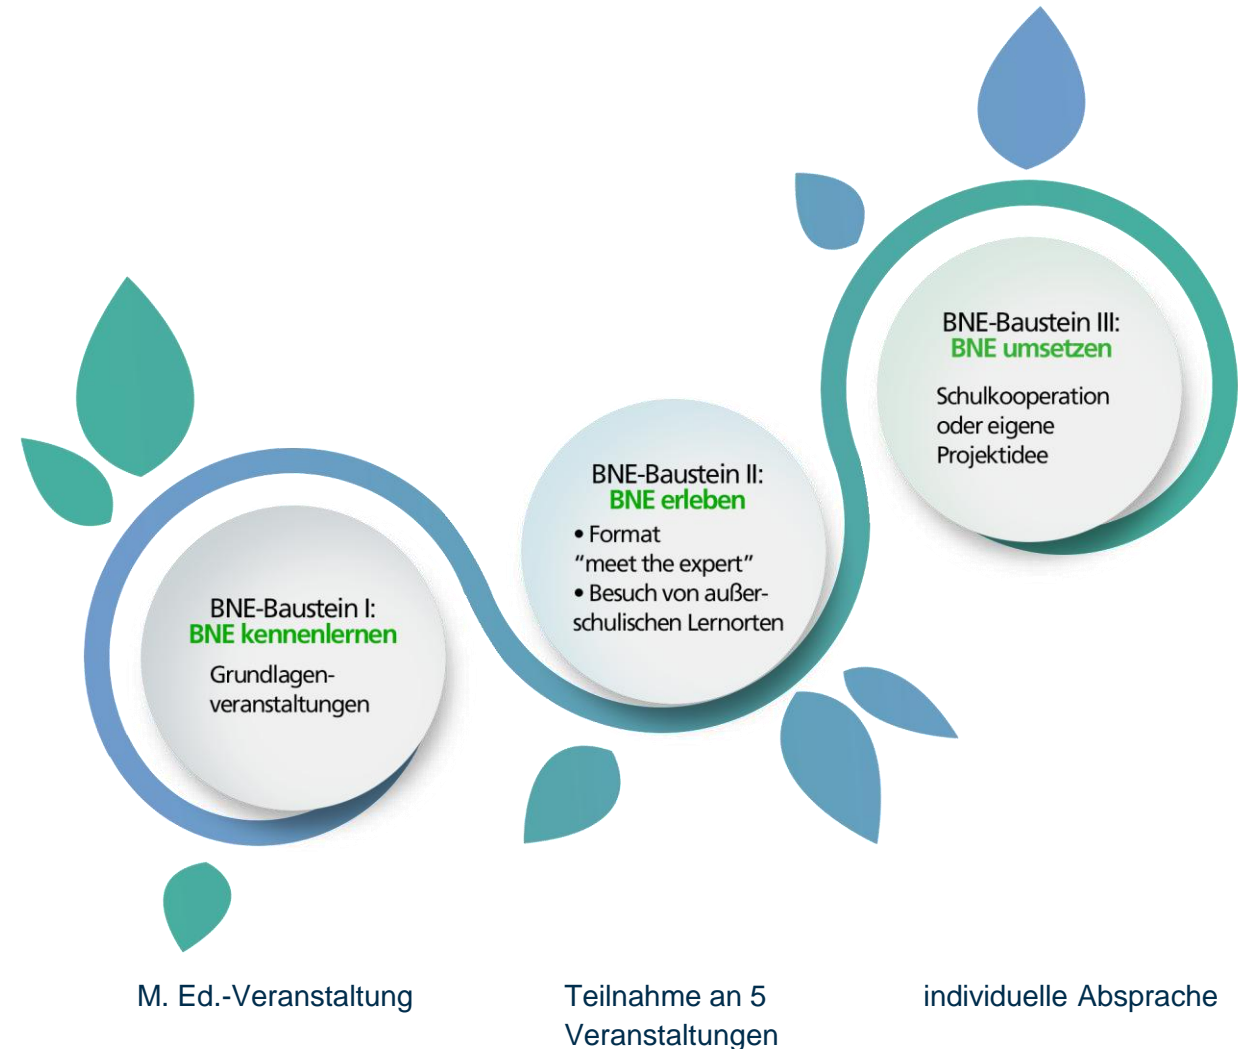 BNE-Baustein I:
BNE kennenlernen
Grundlagen-
veranstaltungen
BNE-Baustein II:
BNE erleben
• Format
“meet the expert”
• Besuch von außer-
schulischen Lernorten
BNE-Baustein III:
BNE umsetzen
Schulkooperation
oder eigene
Projektidee
M. Ed.-Veranstaltung
Teilnahme an 5
Veranstaltungen
individuelle Absprache